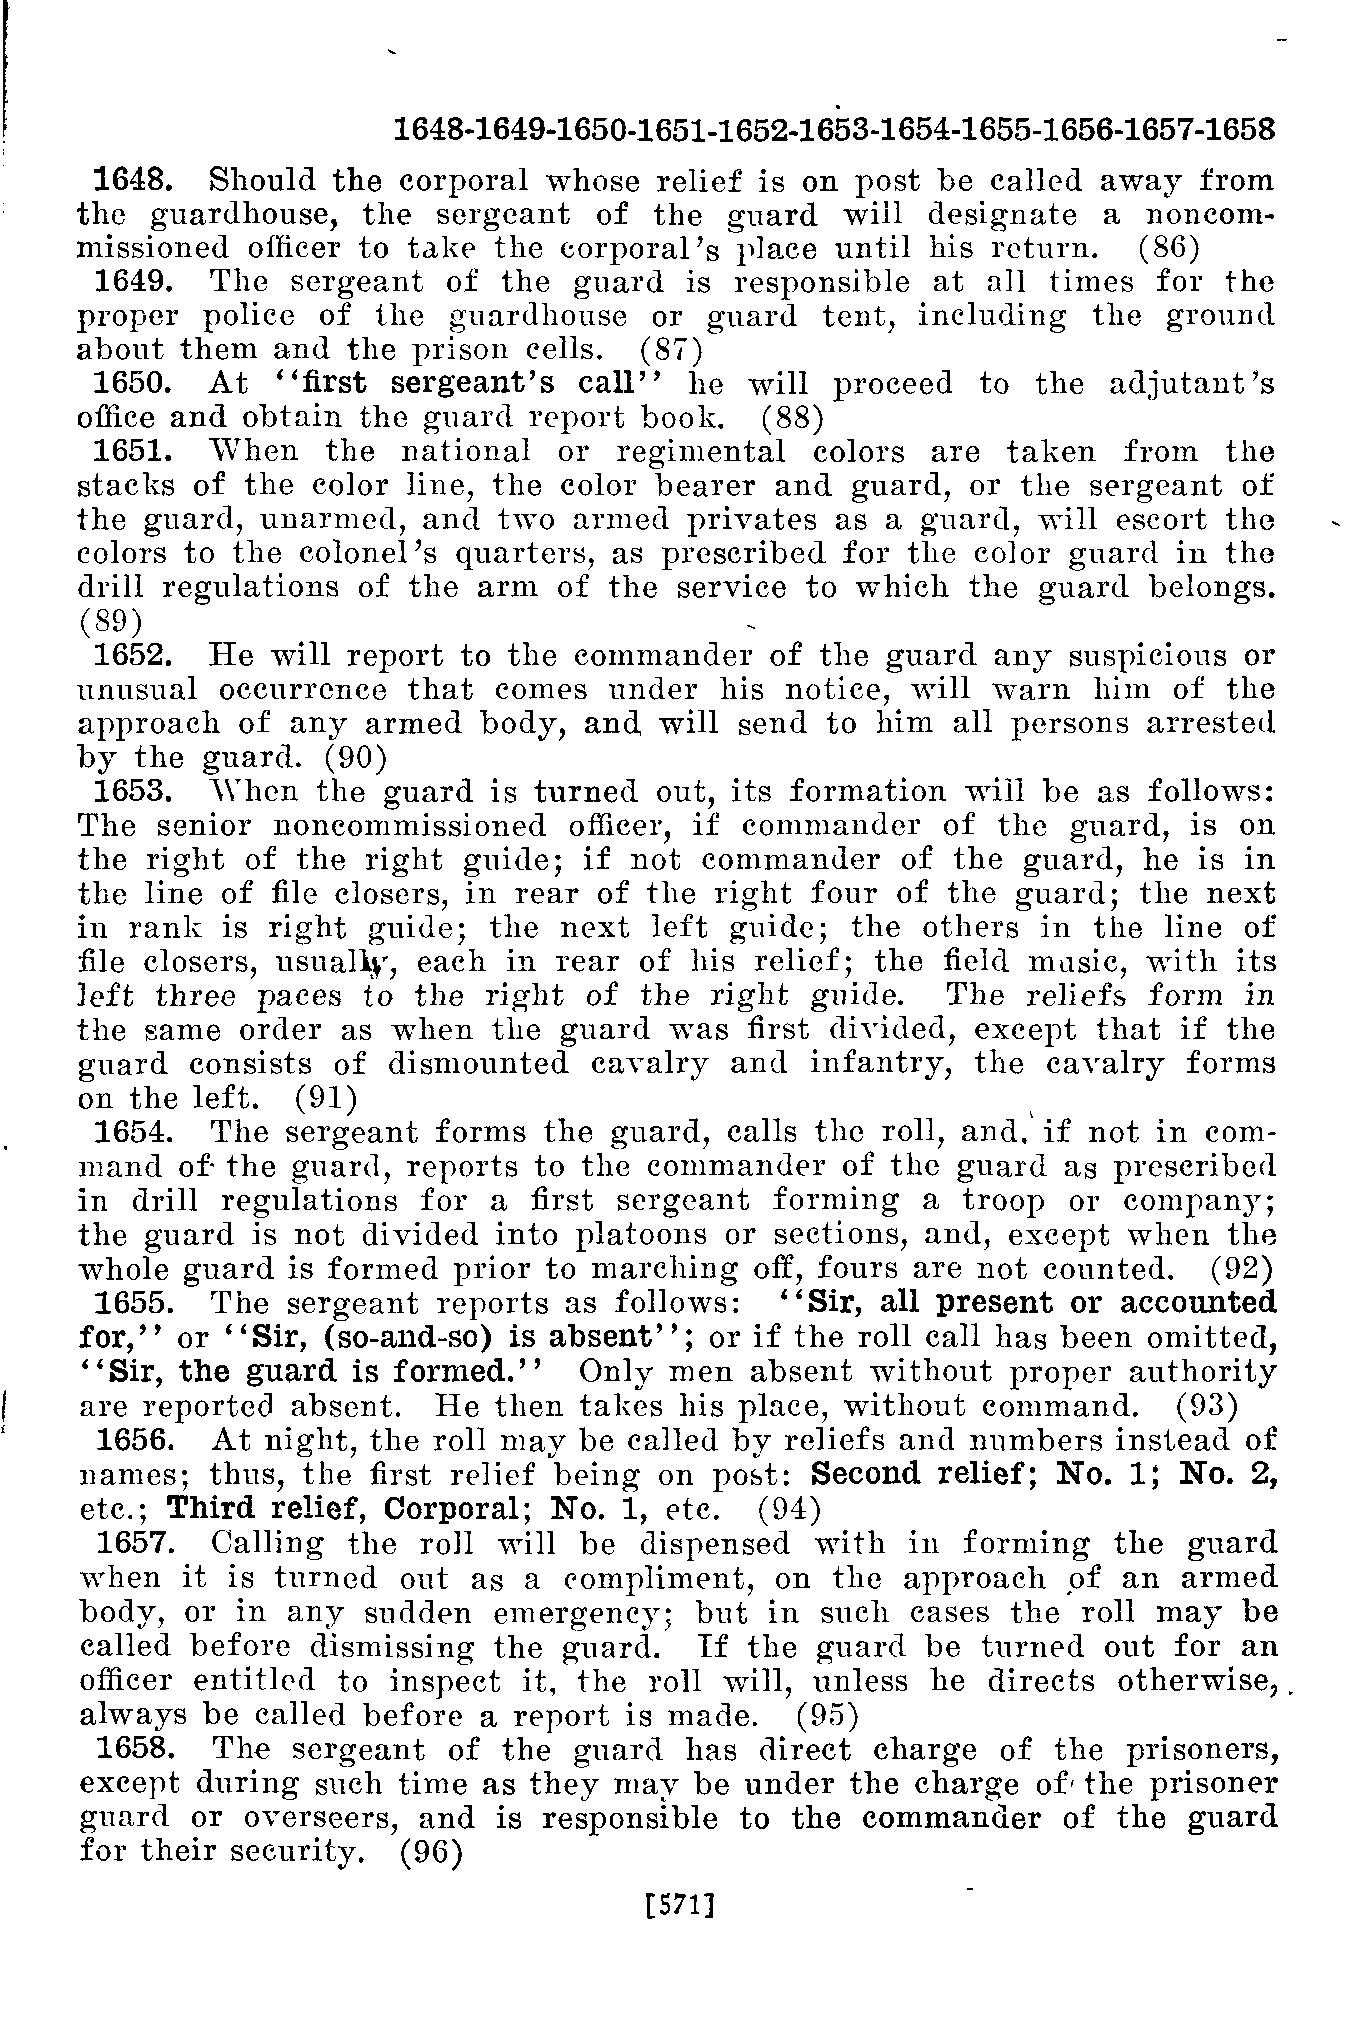 1648-1649-1650-1651-1652-1653-1654-1655-1656-1657-1658
1648. Should the corporal whose relief is on post be called away from
the guardhouse, the sergeant of the guard will designate a noncom-
missioned officer to take the corporal's place until his return. (86)
1649. The sergeant of the guard is responsible at all times for the
proper police of the guardhouse or guard tent, including the ground
about them and the prison cells. (87)
1650. At ‘‘first sergeant's call’’ he will proceed to the adjutant's
office and obtain the guard report book. (88)
1651. When the national or regimental colors are taken from the
stacks of the color line, the color bearer and guard, or the sergeant of
the guard, unarmed, and two armed privates as a guard, will escort the
colors to the colonel's quarters, as prescribed for the color guard in the
drill regulations of the arm of the service to which the guard belongs.
(89)
1652. He will report to the commander of the guard any suspicious or
unusual occurrence that comes under his notice, will warn him of the
approach of any armed body, and will send to him all persons arrested
by the guard. (90)
1653. When the guard is turned out, its formation will be as follows:
The senior noncommissioned officer, if commander of the guard, is on
the right of the right guide; if not commander of the guard, he is in
the line of file closers, in rear of the right four of the guard; the next
in rank is right guide; the next left guide; the others in the line of
file closers, usually, each in rear of his relief; the field music, with its
left three paces to the right of the right guide. The reliefs form in
the same order as when the guard was first divided, except that if the
guard consists of dismounted cavalry and infantry, the cavalry forms
on the left. (91)
1654. The sergeant forms the guard, calls the roll, and, if not in com-
mand of the guard, reports to the commander of the guard as prescribed
in drill regulations for a first sergeant forming a troop or company;
the guard is not divided into platoons or sections, and, except when the
whole guard is formed prior to marching off, fours are not counted. (92)
1655. The sergeant reports as follows: ‘‘Sir, all present or accounted
for,’’ or ‘‘Sir, (so-and-so) is absent’’; or if the roll call has been omitted,
‘‘Sir, the guard is formed.’’ Only men absent without proper authority
are reported absent. He then takes his place, without command. (93)
1656. At night, the roll may be called by reliefs and numbers instead of
names; thus, the first relief being on post: Second relief; No. 1; No. 2,
etc.; Third relief, Corporal; No. 1, etc. (94)
1657. Calling the roll will be dispensed with in forming the guard
when it is turned out as a compliment, on the approach of an armed
body, or in any sudden emergency; but in such cases the roll may be
called before dismissing the guard. If the guard be turned out for an
officer entitled to inspect it, the roll will, unless he directs otherwise,
always be called before a report is made. (95)
1658. The sergeant of the guard has direct charge of the prisoners,
except during such time as they may be under the charge of the prisoner
guard or overseers, and is responsible to the commander of the guard
for their security. (96)
[571]